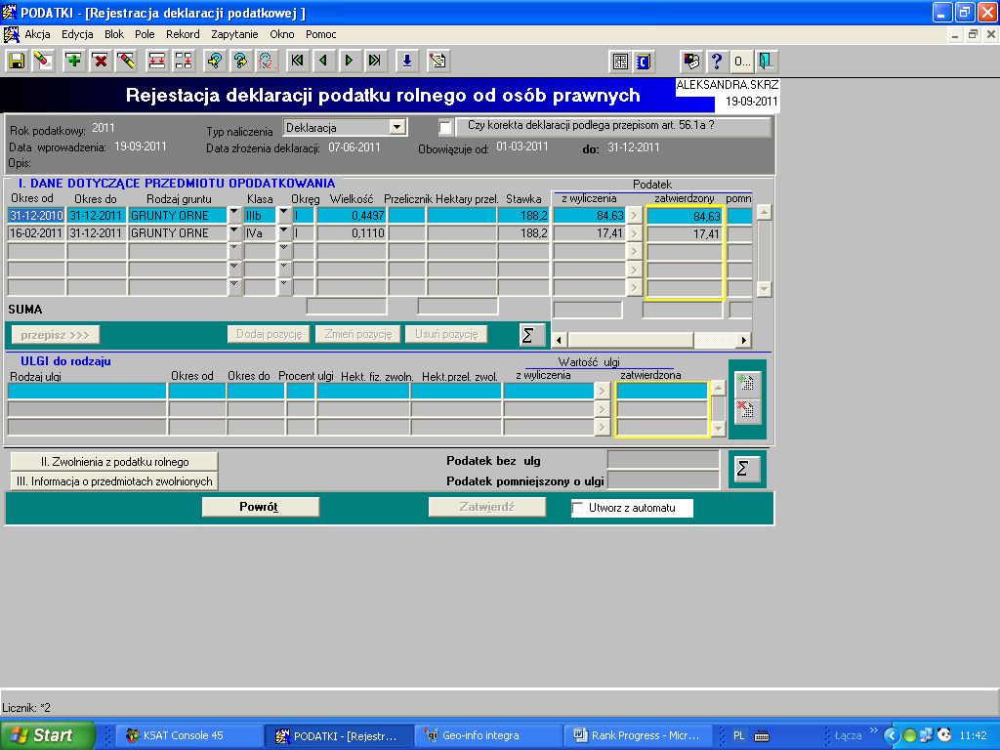 PODATKI - [Rejestracja deklaracji podatkowej ]
Akcja Edycja Blok Pole Rekord Zapytanie Okno Pomoc
O...
Rejestacja deklaracji podatku rolnego od osób prawnych
ALEKSANDRA.SKRZ
19-09-2011
Rok podatkowy: 2011
Typ naliczenia Deklaracja
Czy korekta deklaracji podlega przepisom art. 56.1a ?
Data wprowadzenia: 19-09-2011
Data złożenia deklaracji: 07-06-2011
Obowiązuje od: 01-03-2011 do: 31-12-2011
Opis:
I. DANE DOTYCZĄCE PRZEDMIOTU OPODATKOWANIA
Podatek
Okres od Okres do Rodzaj gruntu Klasa Okręg Wielkość Przelicznik Hektary przel. Stawka z wyliczenia zatwierdzony pomn
31-12-2010 31-12-2011 GRUNTY ORNE IIIb I 0,4497 188,2 84,63 > 84,63
16-02-2011 31-12-2011 GRUNTY ORNE IVa I 0,1110 188,2 17,41 > 17,41
>
>
>
SUMA
przepisz >>> Dodaj pozycję Zmień pozycję Usuń pozycję Σ
ULGI do rodzaju
Wartość ulgi
Rodzaj ulgi Okres od Okres do Procent ulgi Hekt. fiz. zwoln. Hekt.przel. zwol. z wyliczenia zatwierdzona
>
>
>
II. Zwolnienia z podatku rolnego
Podatek bez ulg
III. Informacja o przedmiotach zwolnionych
Podatek pomniejszony o ulgi
Σ
Powrót Zatwierdź Utworz z automatu
Licznik: *2
Start KSAT Console 45 PODATKI - [Rejestr... Geo-info integra Rank Progress - Micr... PL Łącza » 11:42